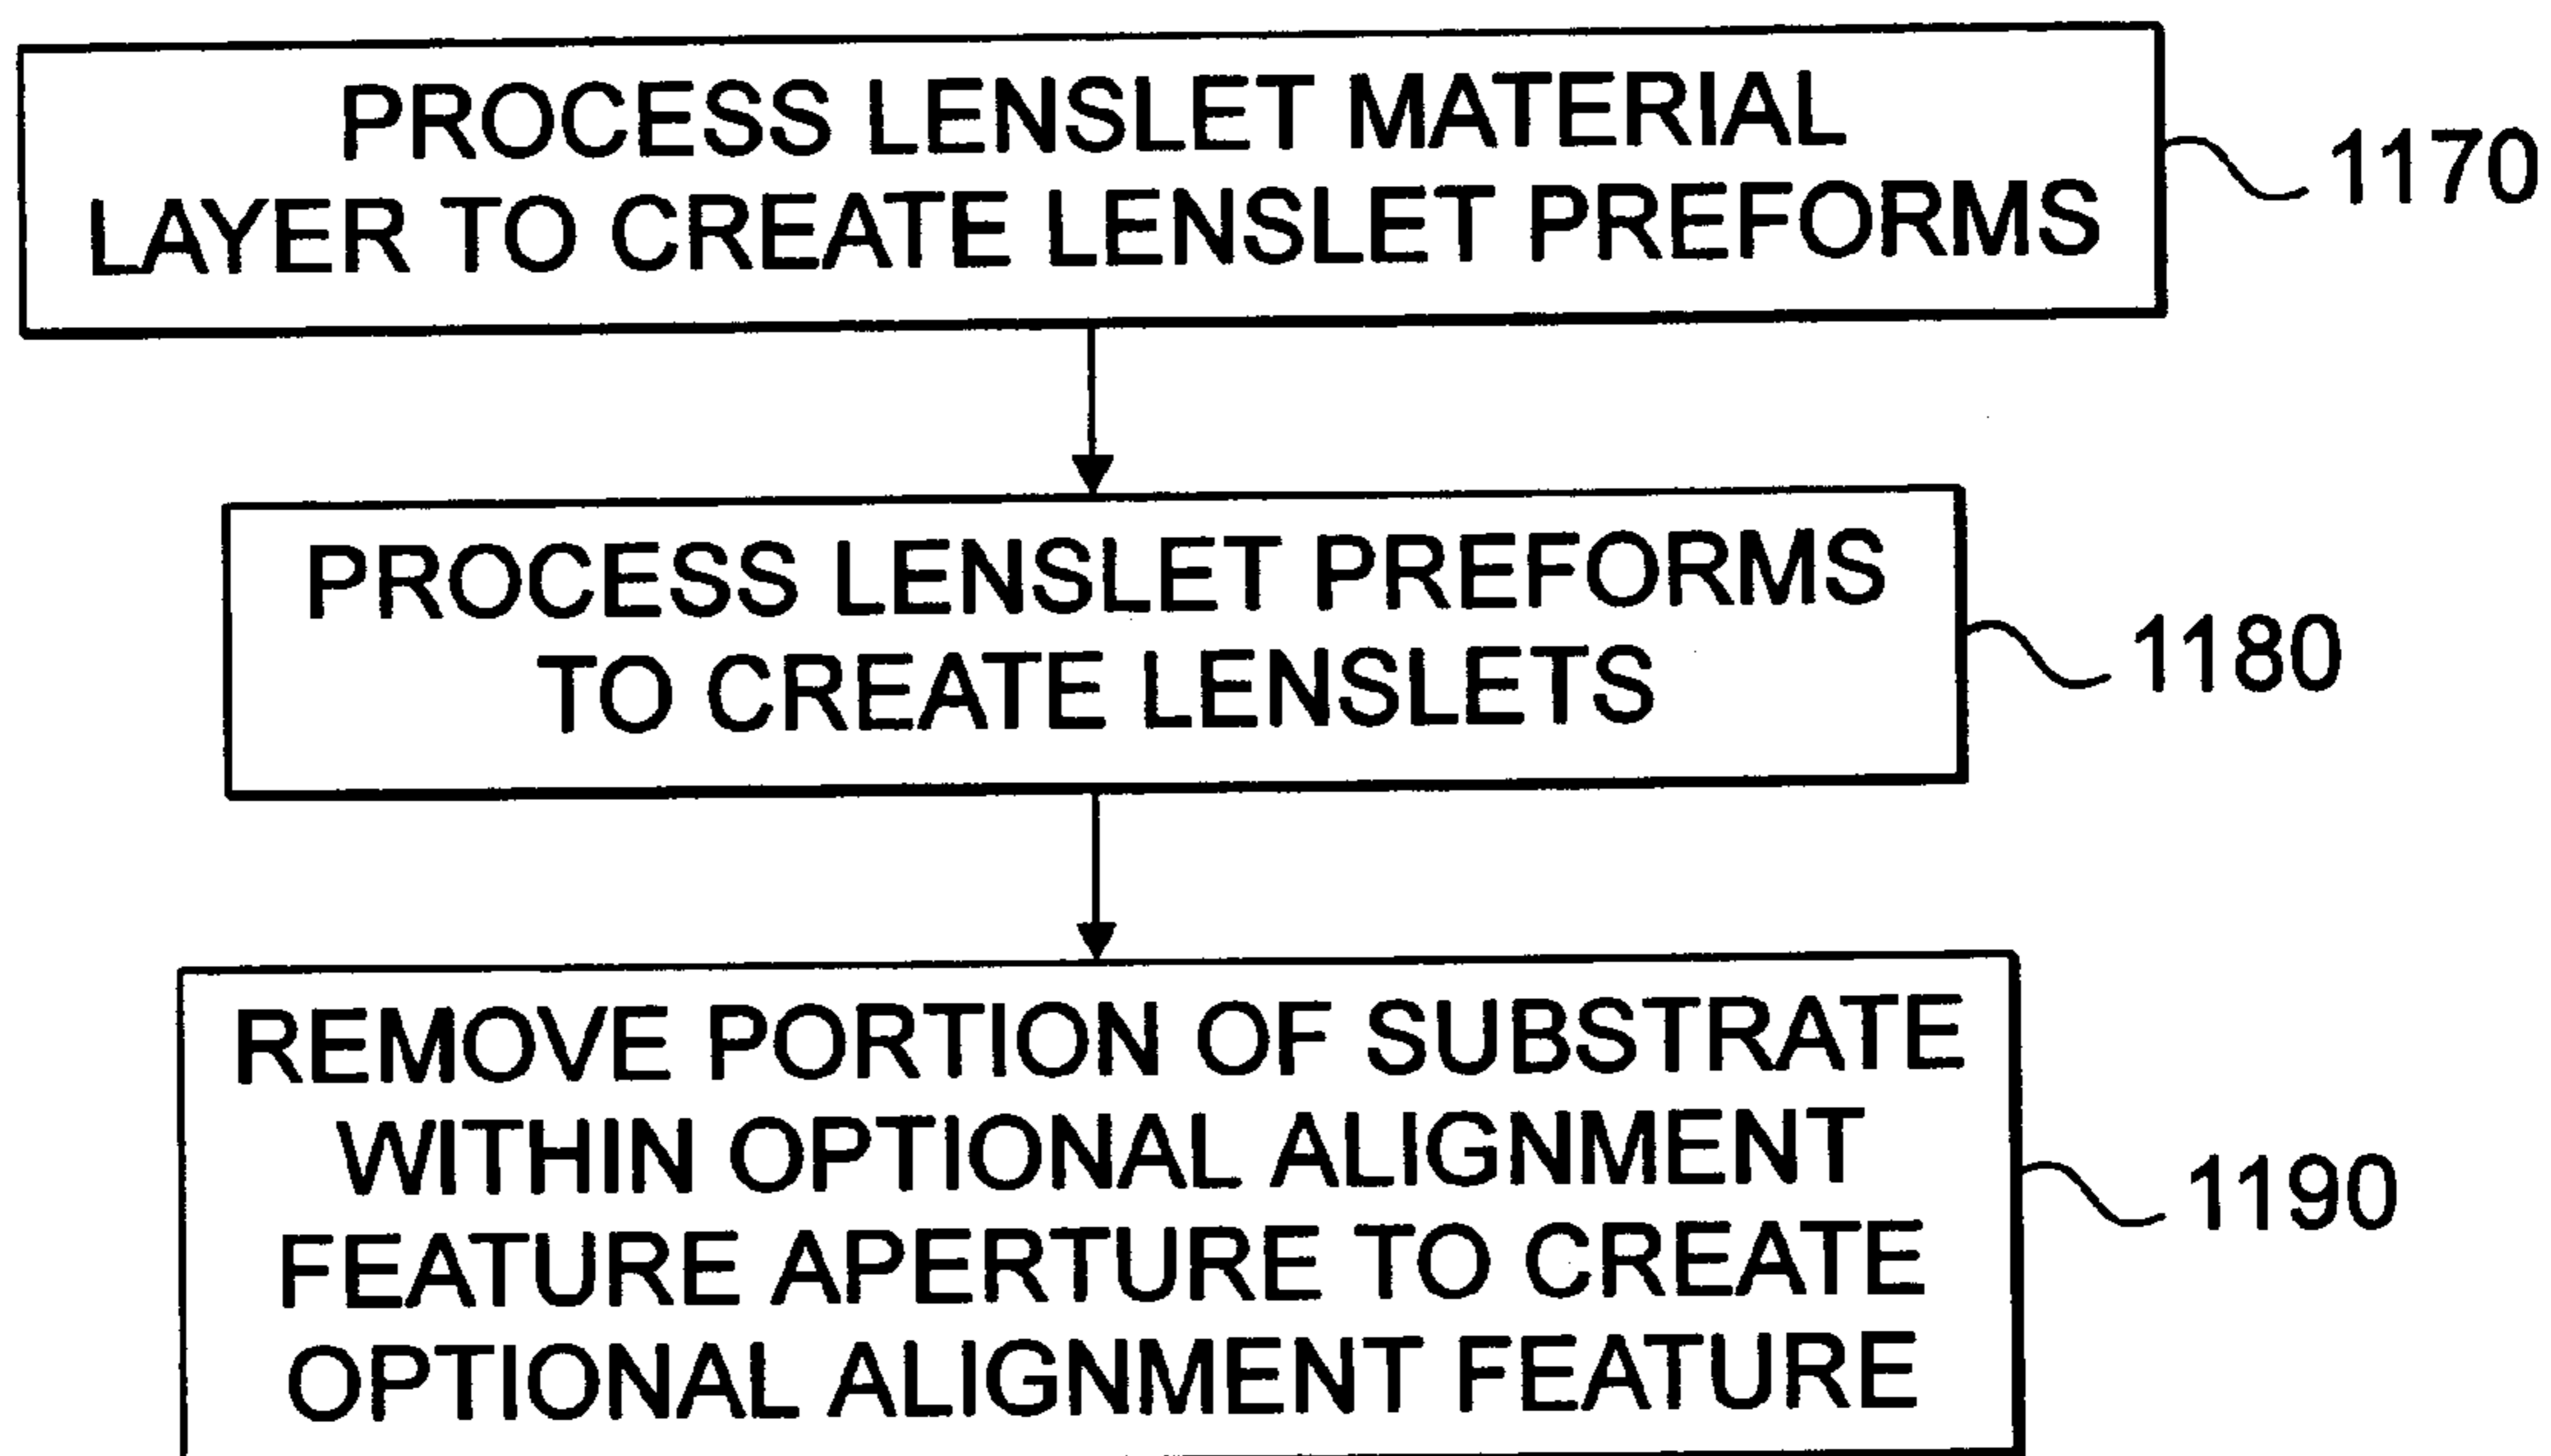 PROCESS LENSLET MATERIAL
LAYER TO CREATE LENSLET PREFORMS
1170
PROCESS LENSLET PREFORMS
TO CREATE LENSLETS
1180
REMOVE PORTION OF SUBSTRATE
WITHIN OPTIONAL ALIGNMENT
FEATURE APERTURE TO CREATE
OPTIONAL ALIGNMENT FEATURE
1190